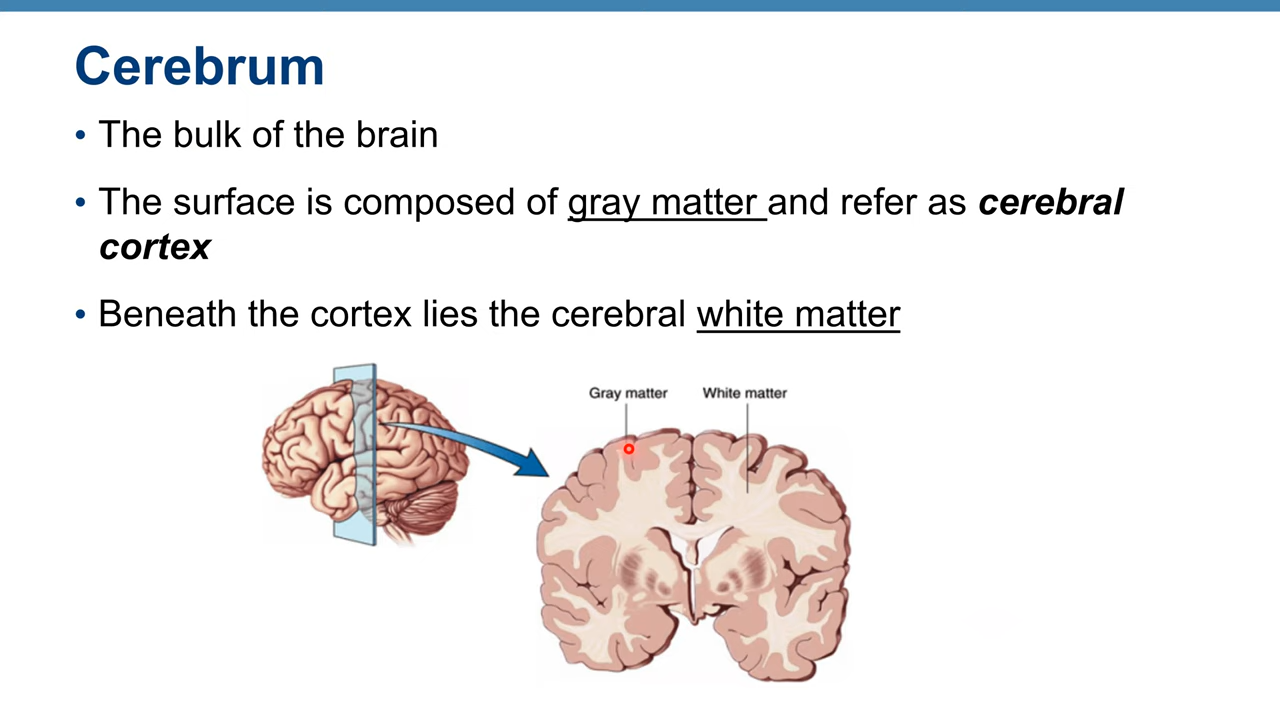 Cerebrum
• The bulk of the brain
• The surface is composed of gray matter and refer as cerebral
cortex
• Beneath the cortex lies the cerebral white matter
Gray matter White matter